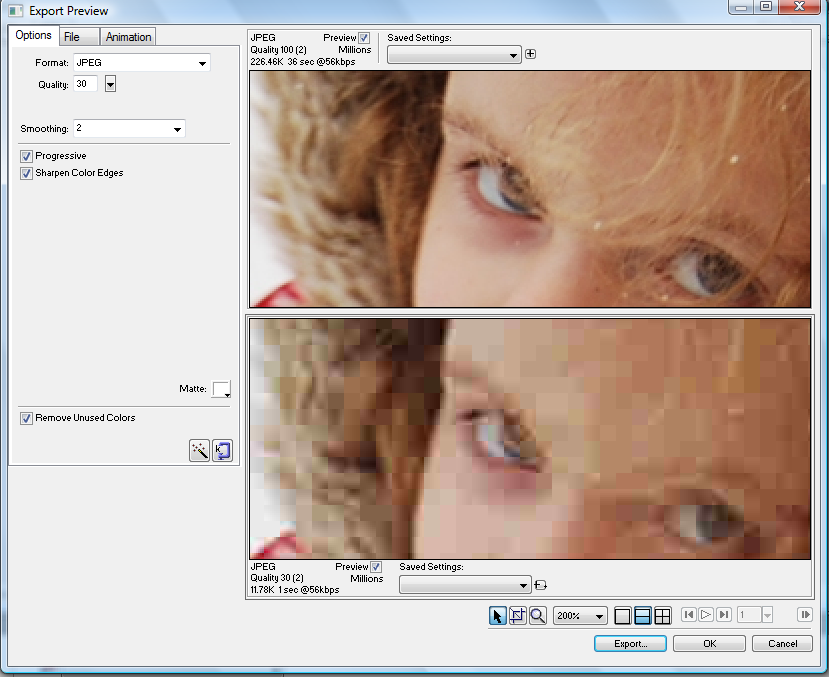 Export Preview
Options File Animation
Format: JPEG
Quality: 30
Smoothing: 2
Progressive
Sharpen Color Edges
Matte:
Remove Unused Colors
JPEG Preview Saved Settings:
Quality 100 (2) Millions
226.46K 36 sec @56kbps
JPEG Preview Saved Settings:
Quality 30 (2) Millions
11.78K 1 sec @56kbps
200% 1
Export... OK Cancel